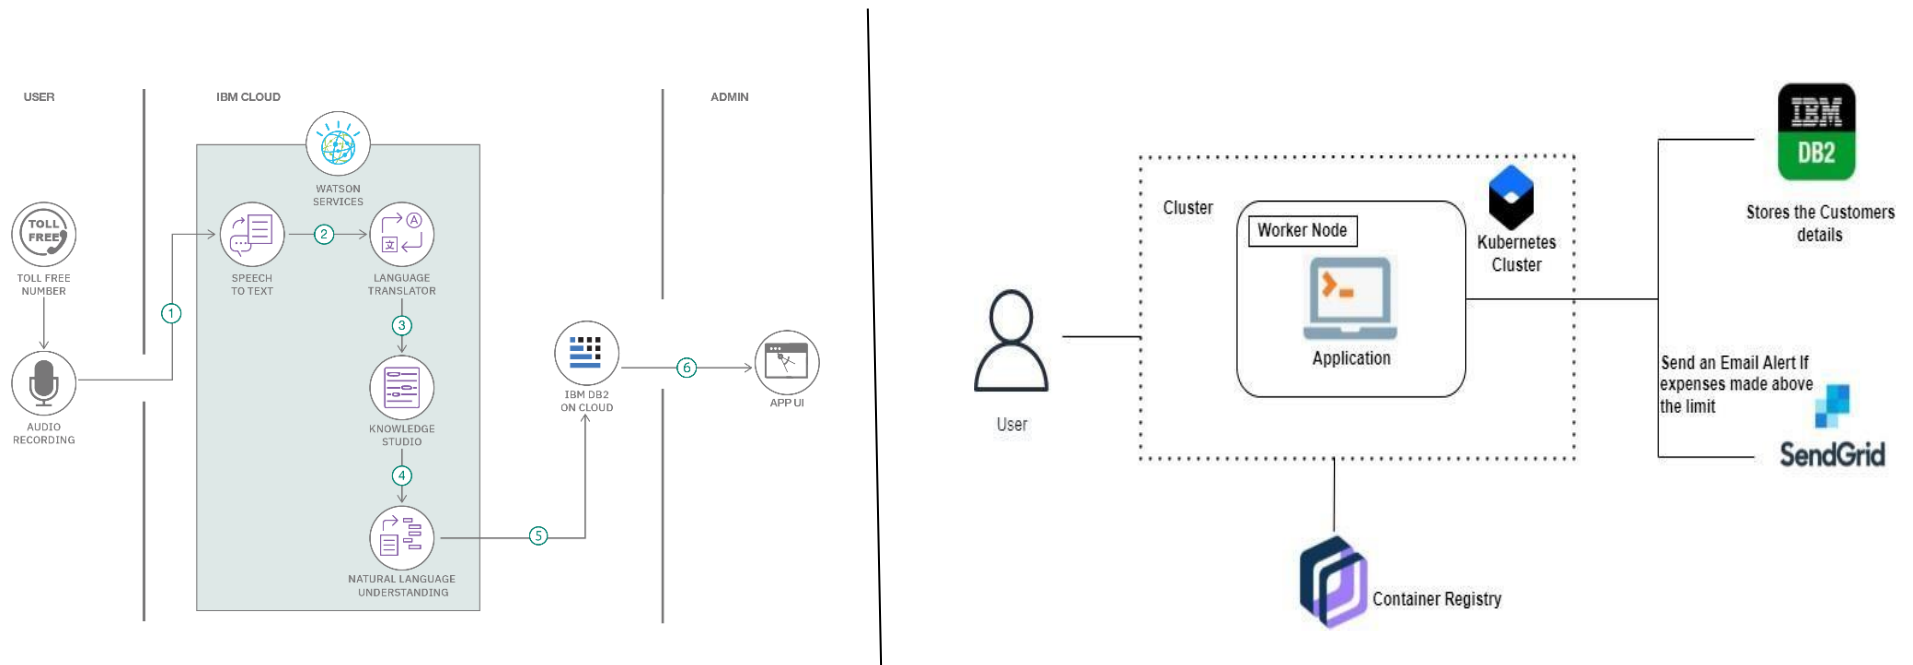 USER
IBM CLOUD
ADMIN
WATSON
SERVICES
TOLL
FREE
TOLL FREE
NUMBER
SPEECH
TO TEXT
A
文
LANGUAGE
TRANSLATOR
1
2
3
AUDIO
RECORDING
KNOWLEDGE
STUDIO
4
NATURAL LANGUAGE
UNDERSTANDING
5
IBM DB2
ON CLOUD
6
APP UI
User
Cluster
Worker Node
Application
Kubernetes
Cluster
Container Registry
IBM
DB2
Stores the Customers
details
Send an Email Alert If
expenses made above
the limit
SendGrid